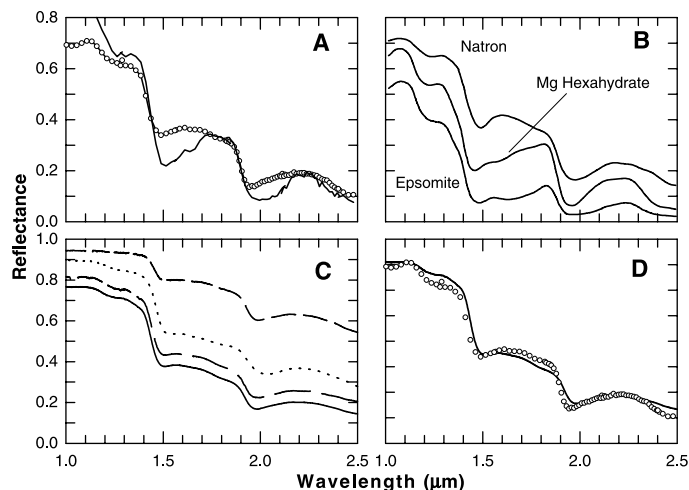 0.8
0.6
0.4
0.2
0.0
A
B
Natron
Mg Hexahydrate
Epsomite
Reflectance
1.0
0.8
0.6
0.4
0.2
0.0
C
D
1.0
1.5
2.0
2.5
1.0
1.5
2.0
2.5
Wavelength (μm)